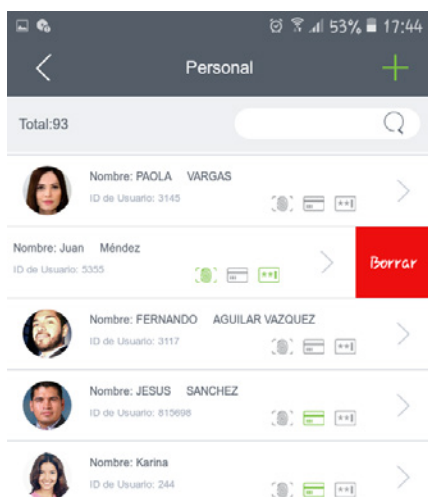 53% 17:44
Personal
Total:93
Nombre: PAOLA VARGAS
ID de Usuario: 3145
Nombre: Juan Méndez
ID de Usuario: 5355
Borrar
Nombre: FERNANDO AGUILAR VAZQUEZ
ID de Usuario: 3117
Nombre: JESUS SANCHEZ
ID de Usuario: 815698
Nombre: Karina
ID de Usuario: 244